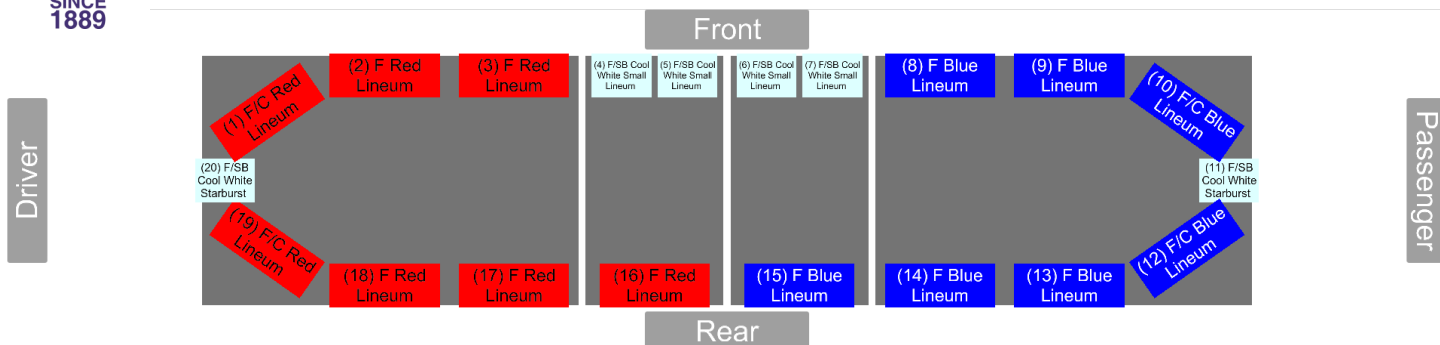 SINCE
1889
Front
Driver
Passenger
(1) F/C Red
Lineum
(2) F Red
Lineum
(3) F Red
Lineum
(4) F/SB Cool
White Small
Lineum
(5) F/SB Cool
White Small
Lineum
(6) F/SB Cool
White Small
Lineum
(7) F/SB Cool
White Small
Lineum
(8) F Blue
Lineum
(9) F Blue
Lineum
(10) F/C Blue
Lineum
(20) F/SB
Cool White
Starburst
(11) F/SB
Cool White
Starburst
(19) F/C Red
Lineum
(18) F Red
Lineum
(17) F Red
Lineum
(16) F Red
Lineum
(15) F Blue
Lineum
(14) F Blue
Lineum
(13) F Blue
Lineum
(12) F/C Blue
Lineum
Rear